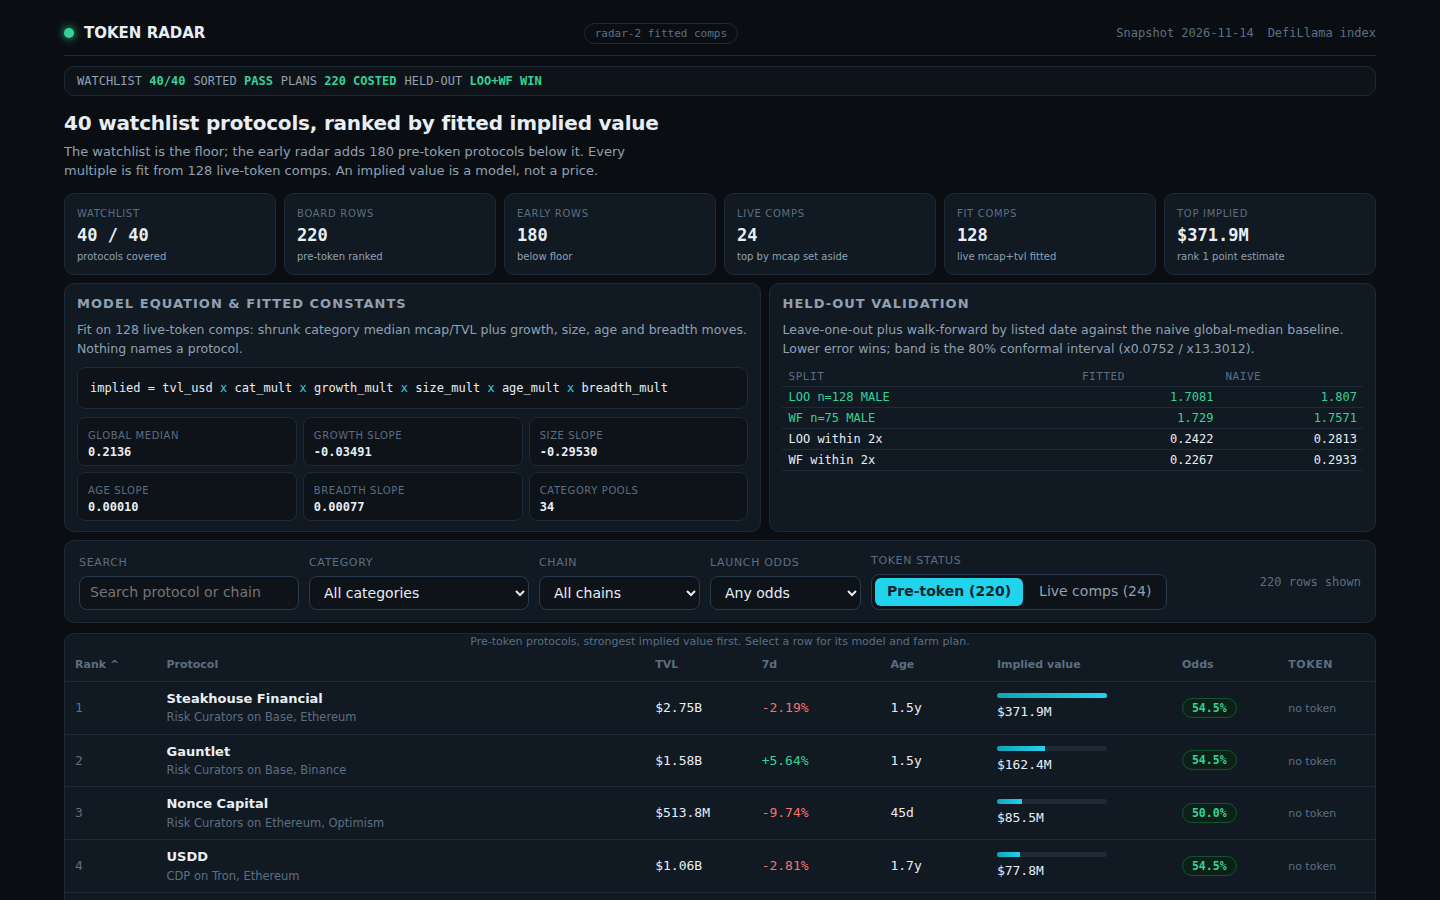 TOKEN RADAR
radar-2 fitted comps
Snapshot 2026-11-14 DefiLlama index
WATCHLIST 40/40 SORTED PASS PLANS 220 COSTED HELD-OUT LOO+WF WIN
40 watchlist protocols, ranked by fitted implied value
The watchlist is the floor; the early radar adds 180 pre-token protocols below it. Every
multiple is fit from 128 live-token comps. An implied value is a model, not a price.
WATCHLIST
40 / 40
protocols covered
BOARD ROWS
220
pre-token ranked
EARLY ROWS
180
below floor
LIVE COMPS
24
top by mcap set aside
FIT COMPS
128
live mcap+tvl fitted
TOP IMPLIED
$371.9M
rank 1 point estimate
MODEL EQUATION & FITTED CONSTANTS
Fit on 128 live-token comps: shrunk category median mcap/TVL plus growth, size, age and breadth moves.
Nothing names a protocol.
implied = tvl_usd x cat_mult x growth_mult x size_mult x age_mult x breadth_mult
GLOBAL MEDIAN
0.2136
GROWTH SLOPE
-0.03491
SIZE SLOPE
-0.29530
AGE SLOPE
0.00010
BREADTH SLOPE
0.00077
CATEGORY POOLS
34
HELD-OUT VALIDATION
Leave-one-out plus walk-forward by listed date against the naive global-median baseline.
Lower error wins; band is the 80% conformal interval (x0.0752 / x13.3012).
SPLIT FITTED NAIVE
LOO n=128 MALE 1.7081 1.807
WF n=75 MALE 1.729 1.7571
LOO within 2x 0.2422 0.2813
WF within 2x 0.2267 0.2933
SEARCH
Search protocol or chain
CATEGORY
All categories
CHAIN
All chains
LAUNCH ODDS
Any odds
TOKEN STATUS
Pre-token (220) Live comps (24)
220 rows shown
Pre-token protocols, strongest implied value first. Select a row for its model and farm plan.
Rank ^ Protocol TVL 7d Age Implied value Odds TOKEN
1 Steakhouse Financial $2.75B -2.19% 1.5y $371.9M 54.5% no token
Risk Curators on Base, Ethereum
2 Gauntlet $1.58B +5.64% 1.5y $162.4M 54.5% no token
Risk Curators on Base, Binance
3 Nonce Capital $513.8M -9.74% 45d $85.5M 50.0% no token
Risk Curators on Ethereum, Optimism
4 USDD $1.06B -2.81% 1.7y $77.8M 54.5% no token
CDP on Tron, Ethereum